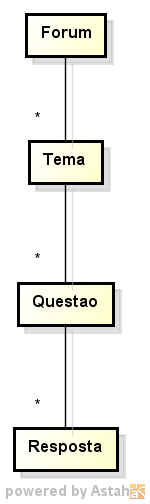 Forum
*
Tema
*
Questao
*
Resposta
powered by Astah